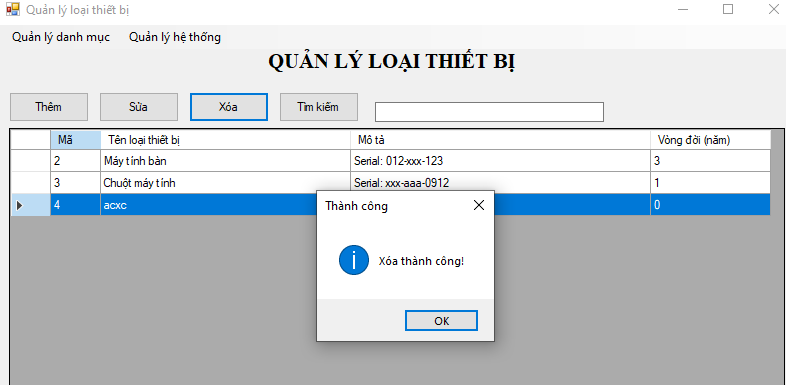 Quản lý loại thiết bị
Quản lý danh mục Quản lý hệ thống
QUẢN LÝ LOẠI THIẾT BỊ
Thêm Sửa Xóa Tìm kiếm
Mã Tên loại thiết bị Mô tả Vòng đời (năm)
2 Máy tính bàn Serial: 012-xxx-123 3
3 Chuột máy tính Serial: xxx-aaa-0912 1
4 acxc 0
Thành công
Xóa thành công!
OK